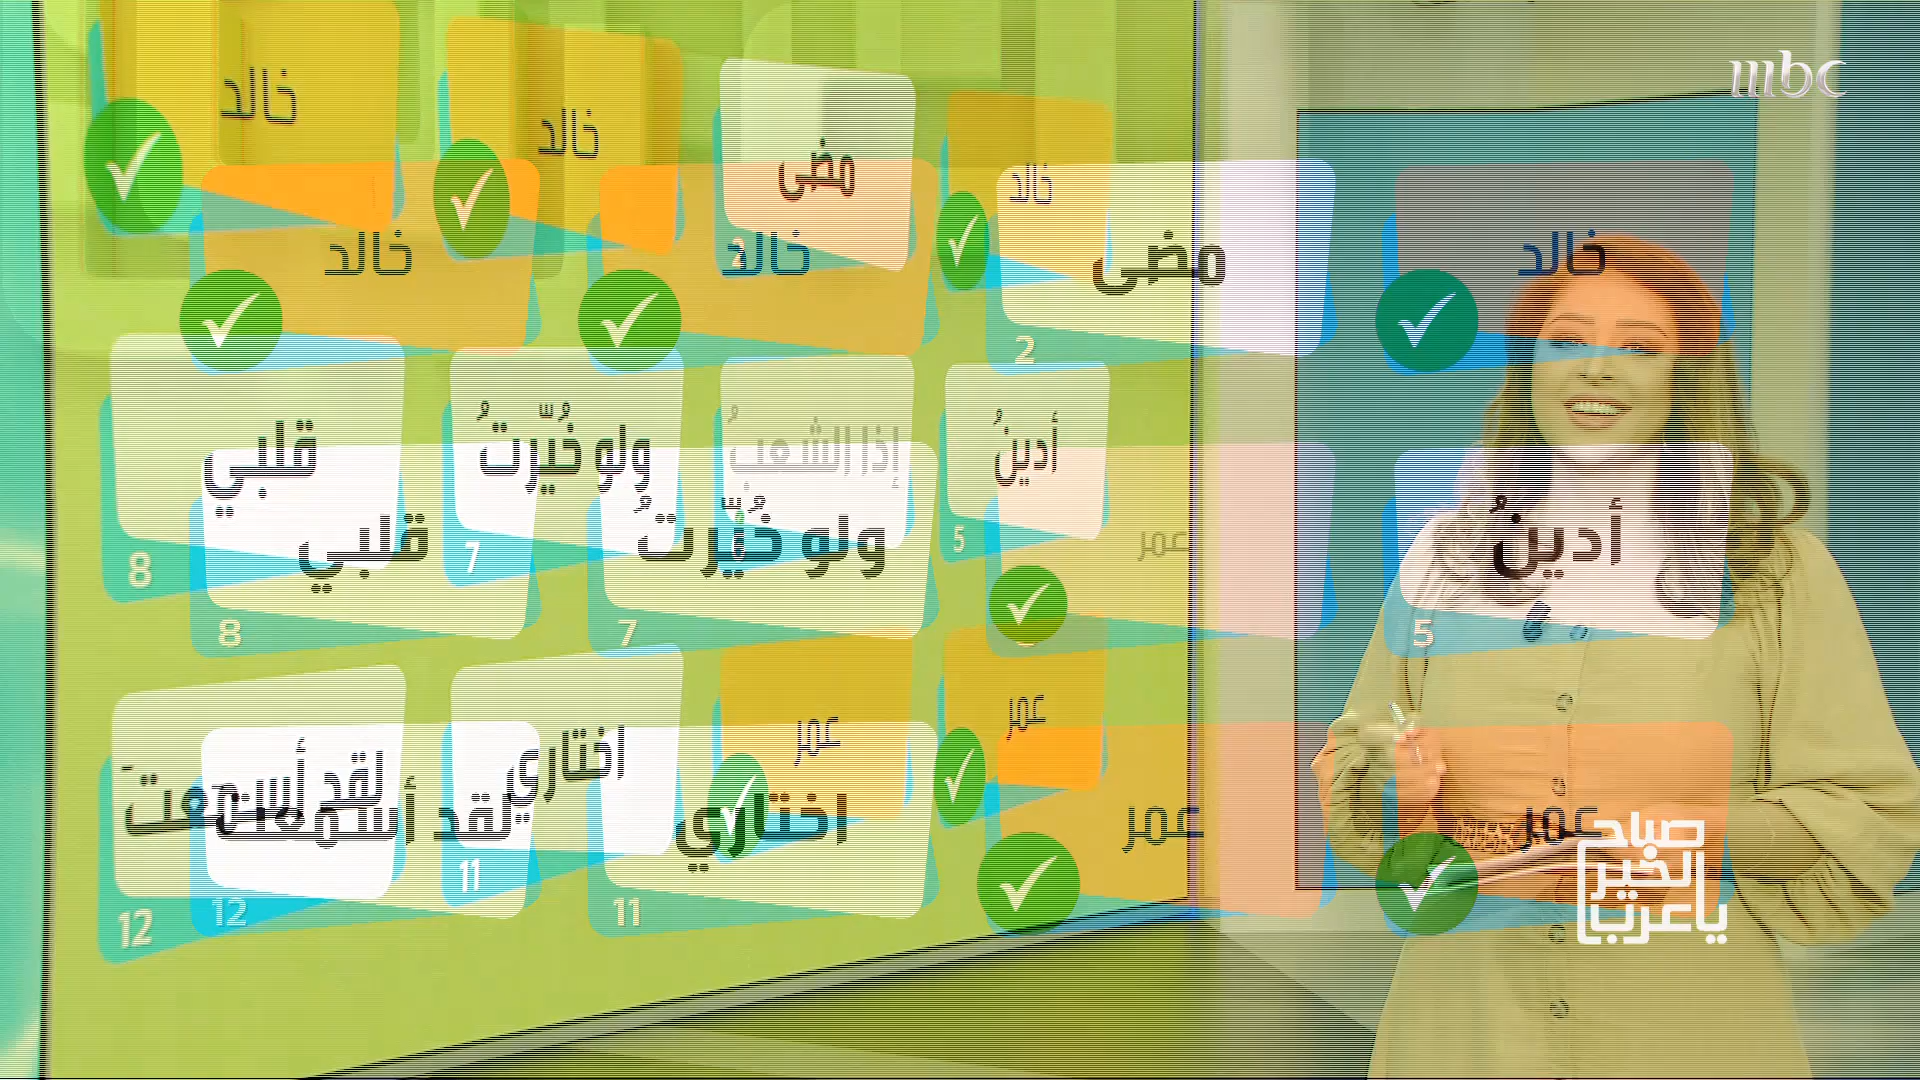 mbc
خالد
خالد
مضى
2
خالد
خالد
خالد
مضى
2
خالد
قلبي
8
ولو خُيّرتُ
7
إذا الشعبُ
6
أدينُ
5
قلبي
8
ولو خُيّرتُ
7
عمر
أدينُ
5
لقد أسمعتَ
12
اختاري
11
عمر
عمر
لقد أسمعتَ
12
اختاري
11
عمر
عمر
صباح
الخير
يا عرب